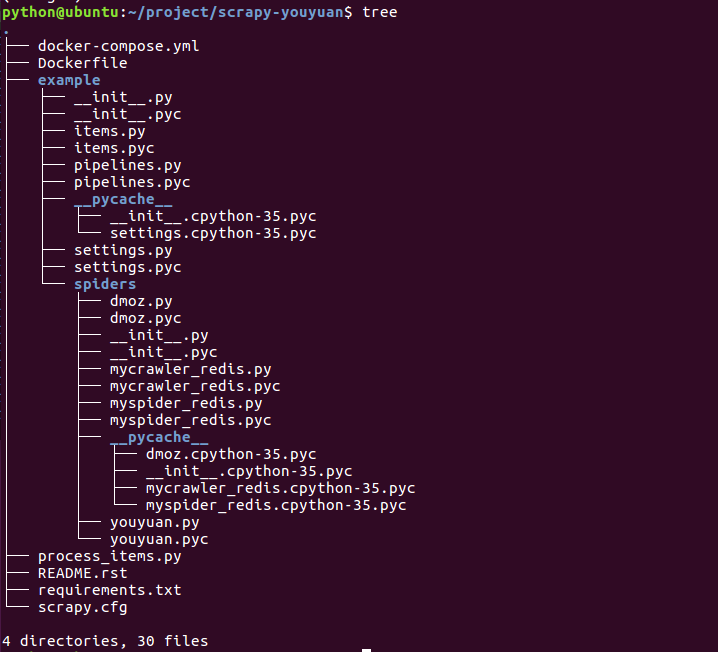 python@ubuntu:~/project/scrapy-youyuan$ tree
.
├── docker-compose.yml
├── Dockerfile
├── example
│   ├── __init__.py
│   ├── __init__.pyc
│   ├── items.py
│   ├── items.pyc
│   ├── pipelines.py
│   ├── pipelines.pyc
│   ├── __pycache__
│   │   ├── __init__.cpython-35.pyc
│   │   └── settings.cpython-35.pyc
│   ├── settings.py
│   ├── settings.pyc
│   └── spiders
│       ├── dmoz.py
│       ├── dmoz.pyc
│       ├── __init__.py
│       ├── __init__.pyc
│       ├── mycrawler_redis.py
│       ├── mycrawler_redis.pyc
│       ├── myspider_redis.py
│       ├── myspider_redis.pyc
│       ├── __pycache__
│       │   ├── dmoz.cpython-35.pyc
│       │   ├── __init__.cpython-35.pyc
│       │   ├── mycrawler_redis.cpython-35.pyc
│       │   └── myspider_redis.cpython-35.pyc
│       ├── youyuan.py
│       └── youyuan.pyc
├── process_items.py
├── README.rst
├── requirements.txt
└── scrapy.cfg
4 directories, 30 files